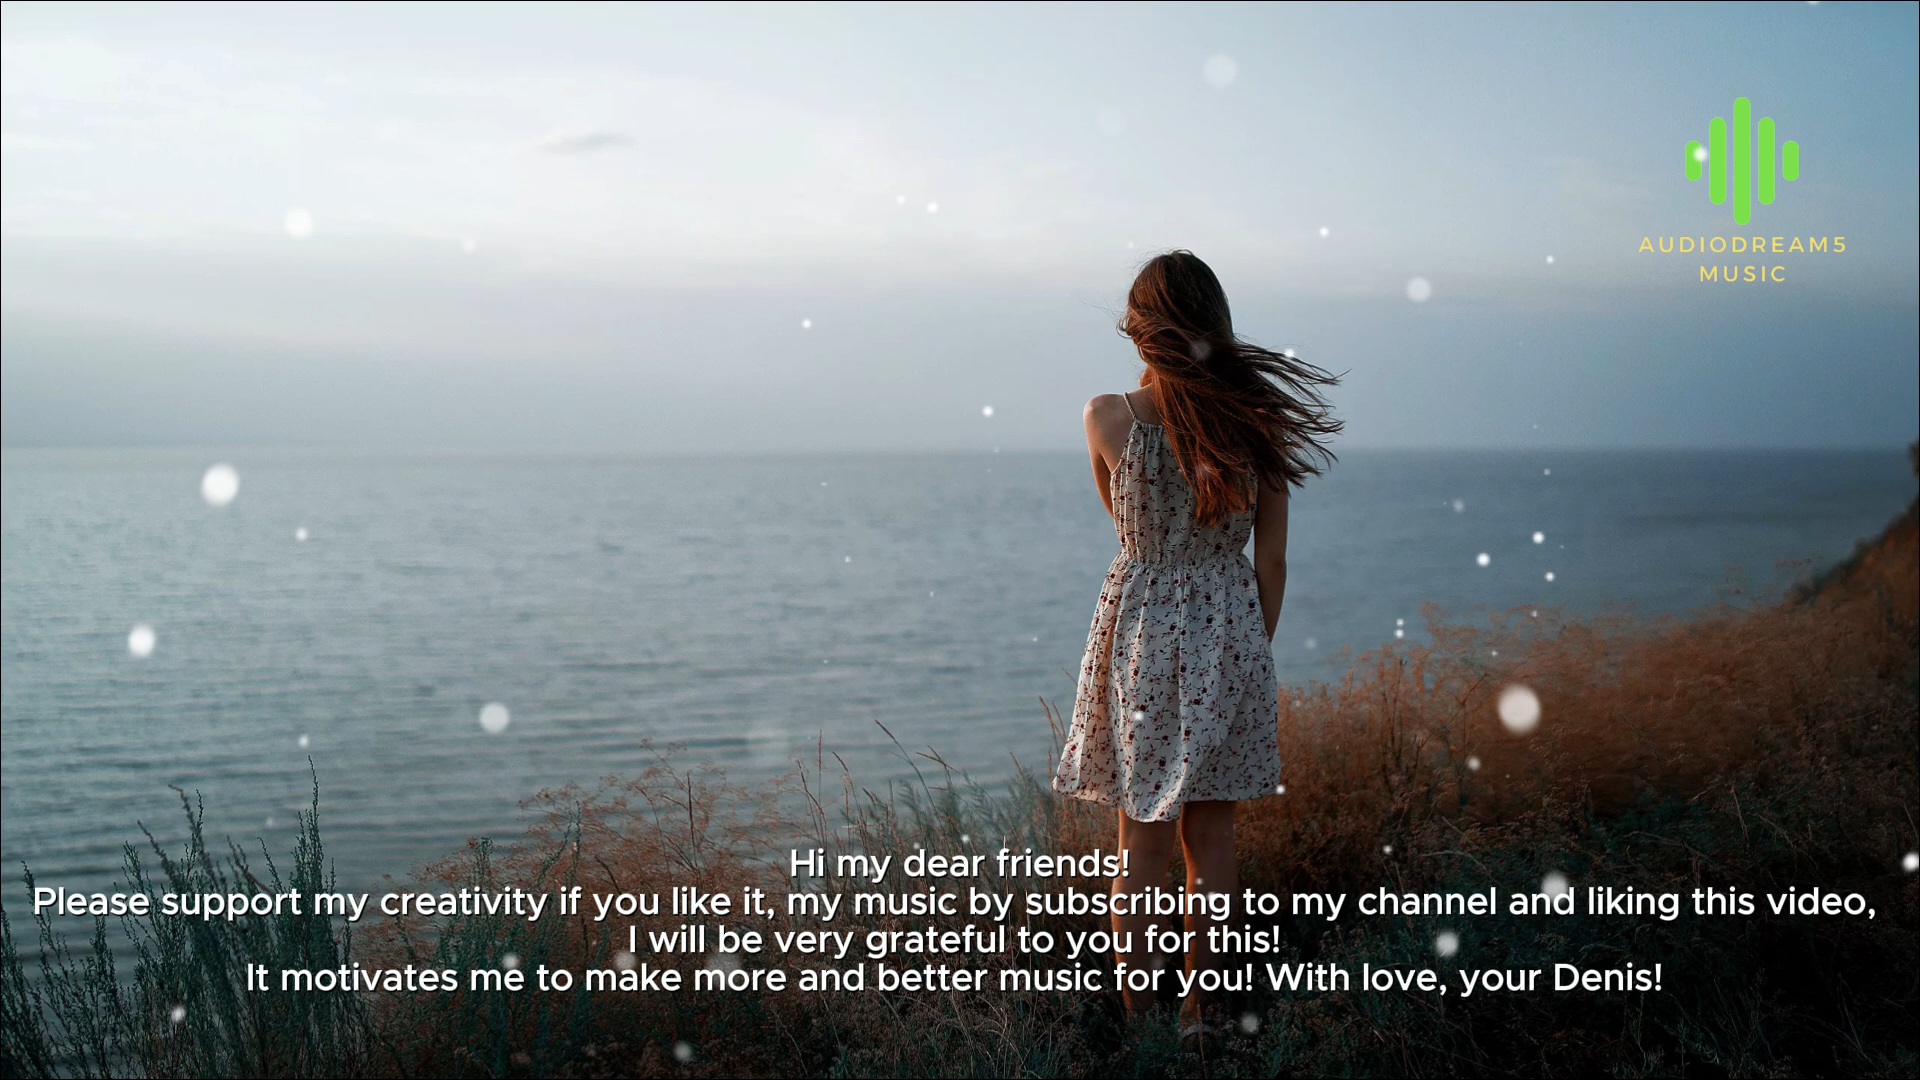 AUDIODREAM5
MUSIC
Hi my dear friends!
Please support my creativity if you like it, my music by subscribing to my channel and liking this video,
I will be very grateful to you for this!
It motivates me to make more and better music for you! With love, your Denis!